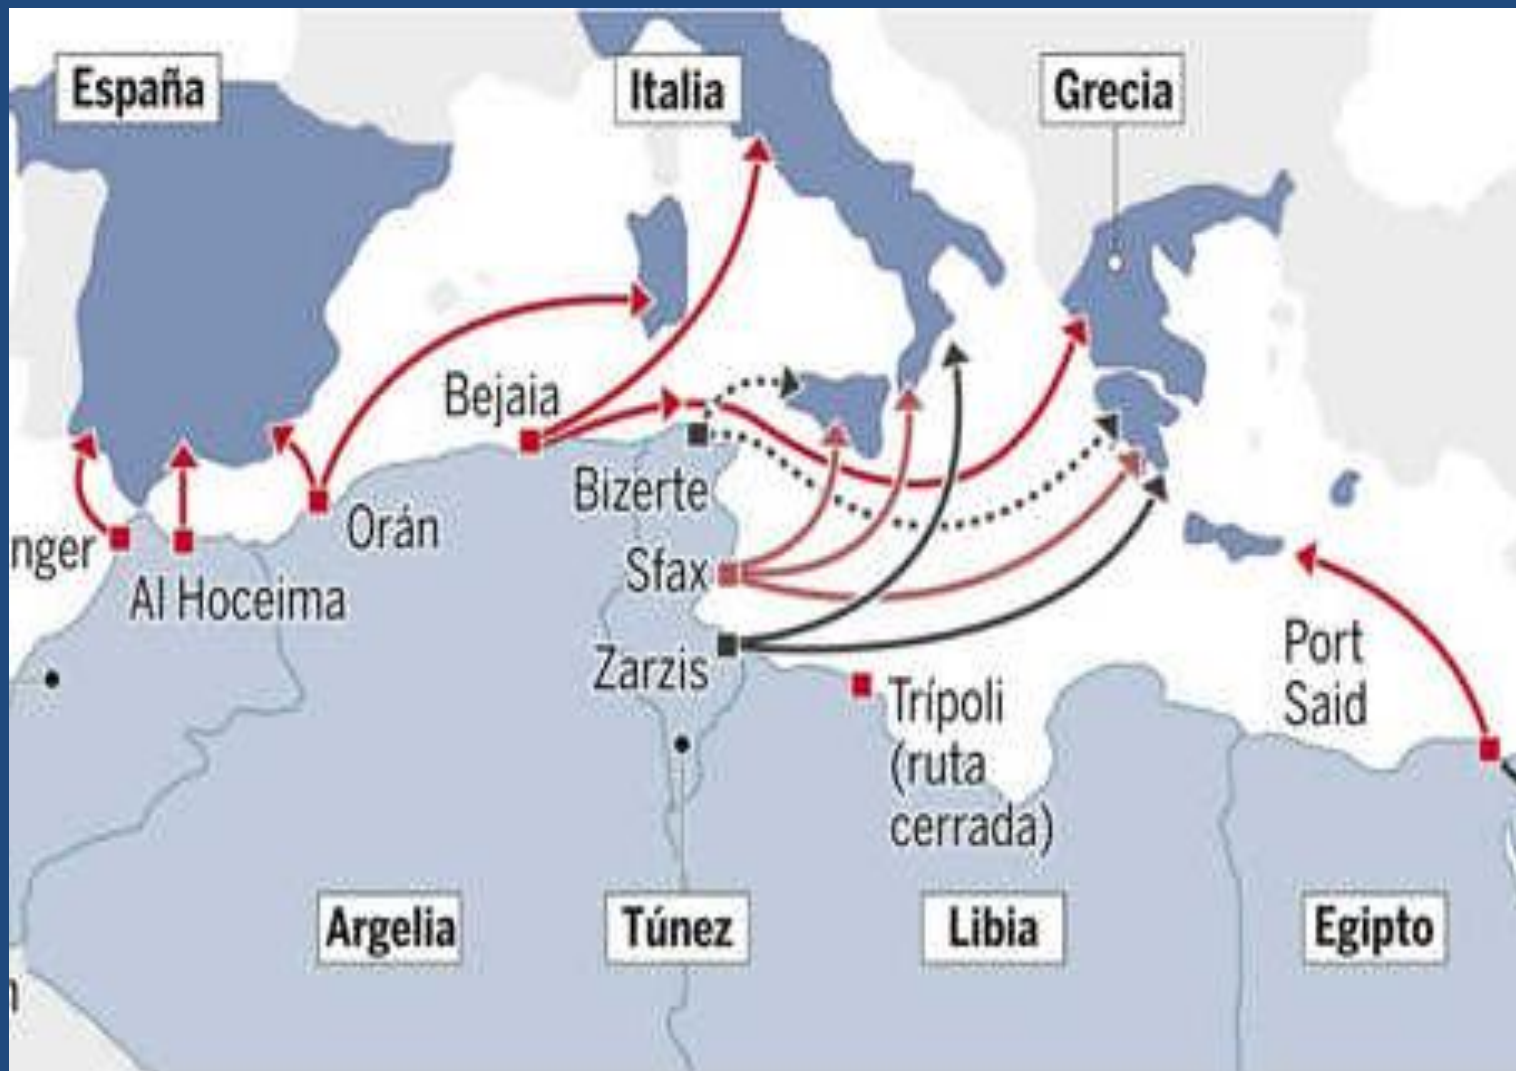 España
Italia
Grecia
Bejaia
Bizerte
Orán
nger
Al Hoceima
Sfax
Zarzis
Port
Said
Trípoli
(ruta
cerrada)
Argelia
Túnez
Libia
Egipto